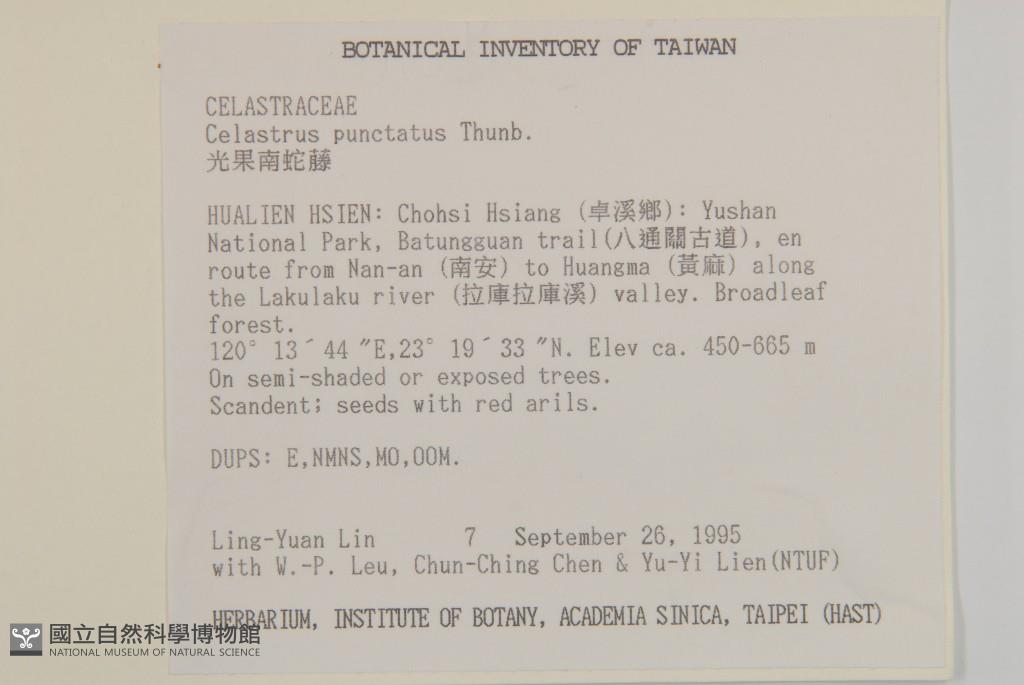 BOTANICAL INVENTORY OF TAIWAN
CELASTRACEAE
Celastrus punctatus Thunb.
光果南蛇藤
HUALIEN HSIEN: Chohsi Hsiang (卓溪鄉): Yushan
National Park, Batungguan trail(八通關古道), en
route from Nan-an (南安) to Huangma (黃麻) along
the Lakulaku river (拉庫拉庫溪) valley. Broadleaf
forest.
120° 13´44 ″E,23° 19´33 ″N. Elev ca. 450-665 m
On semi-shaded or exposed trees.
Scandent; seeds with red arils.
DUPS: E,NMNS,MO,OOM.
Ling-Yuan Lin 7 September 26, 1995
with W.-P. Leu, Chun-Ching Chen & Yu-Yi Lien(NTUF)
HERBARIUM, INSTITUTE OF BOTANY, ACADEMIA SINICA, TAIPEI (HAST)
國立自然科學博物館
NATIONAL MUSEUM OF NATURAL SCIENCE